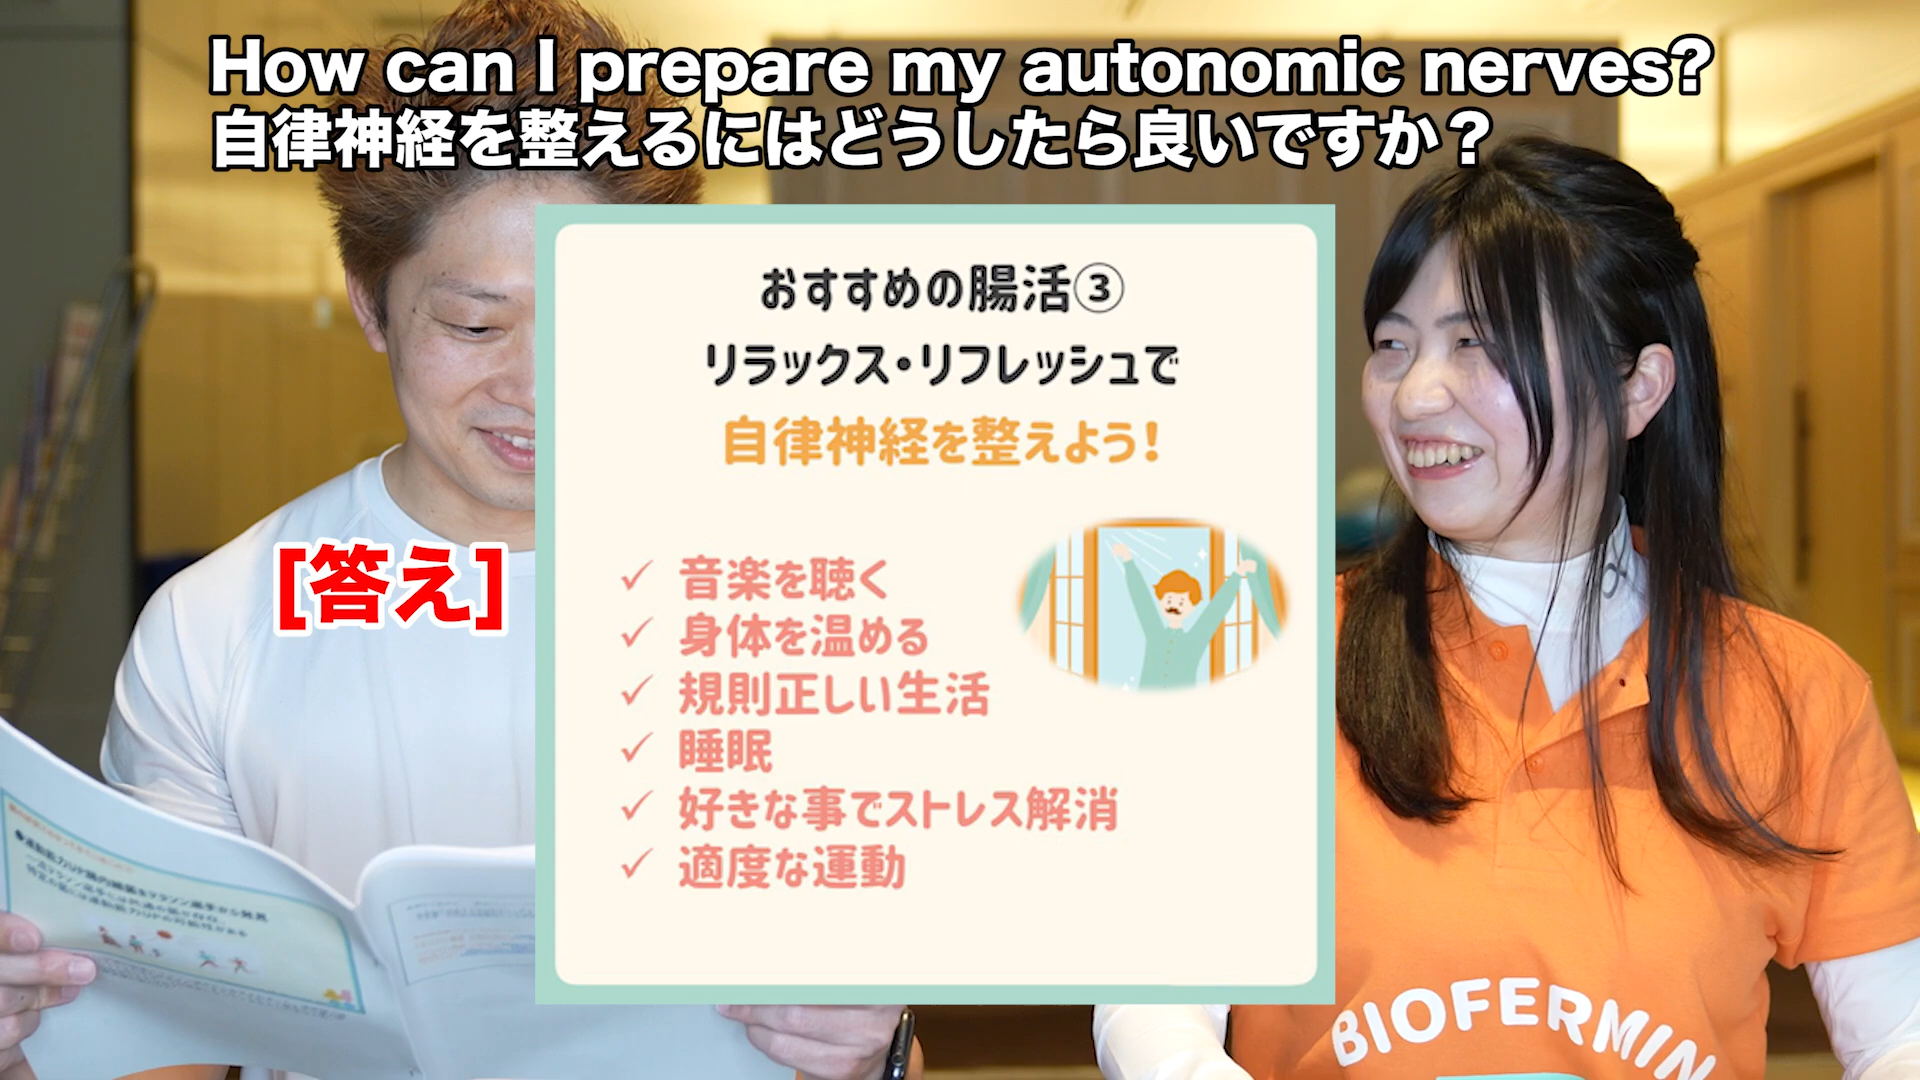 How can I prepare my autonomic nerves?
自律神経を整えるにはどうしたら良いですか？
おすすめの腸活③
リラックス・リフレッシュで
自律神経を整えよう！
[答え]
✓ 音楽を聴く
✓ 身体を温める
✓ 規則正しい生活
✓ 睡眠
✓ 好きな事でストレス解消
✓ 適度な運動
BIOFERMIN